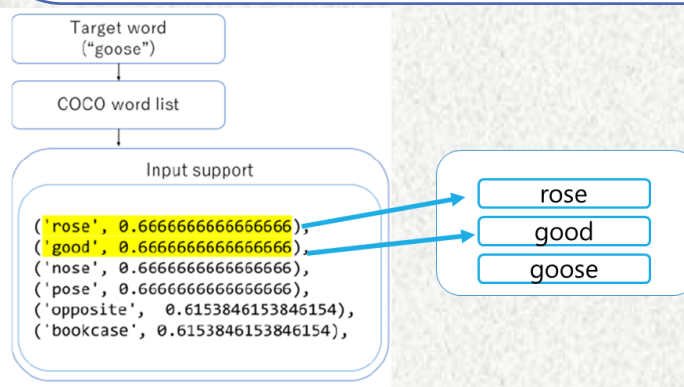 Target word
("goose")
COCO word list
Input support
('rose', 0.6666666666666666),
('good', 0.6666666666666666),
('nose', 0.6666666666666666),
('pose', 0.6666666666666666),
('opposite', 0.6153846153846154),
('bookcase', 0.6153846153846154),
rose
good
goose